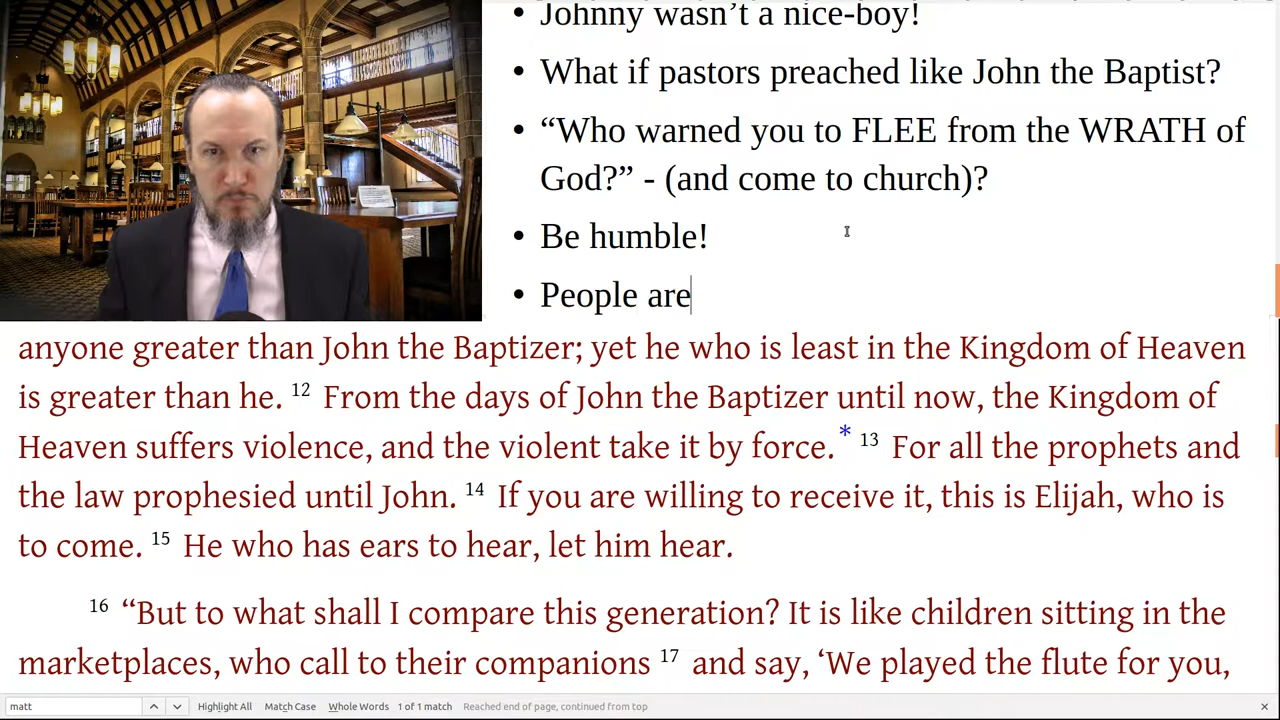 • Johnny wasn’t a nice-boy!
• What if pastors preached like John the Baptist?
• “Who warned you to FLEE from the WRATH of
God?” - (and come to church)?
• Be humble!
• People are
anyone greater than John the Baptizer; yet he who is least in the Kingdom of Heaven
is greater than he. 12 From the days of John the Baptizer until now, the Kingdom of
Heaven suffers violence, and the violent take it by force.* 13 For all the prophets and
the law prophesied until John. 14 If you are willing to receive it, this is Elijah, who is
to come. 15 He who has ears to hear, let him hear.
16 “But to what shall I compare this generation? It is like children sitting in the
marketplaces, who call to their companions 17 and say, ‘We played the flute for you,
matt Highlight All Match Case Whole Words 1 of 1 match Reached end of page, continued from top